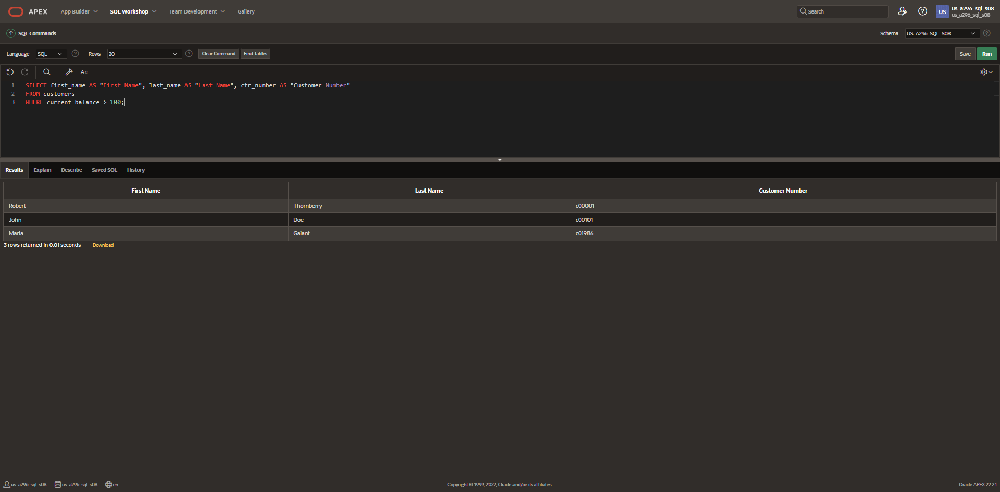 APEX App Builder SQL Workshop Team Development Gallery Search US us_a296_sql_s08
us_a296_sql_s08
SQL Commands Schema US_A296_SQL_S08
Language SQL Rows 20 Clear Command Find Tables Save Run
A
1 SELECT first_name AS "First Name", last_name AS "Last Name", ctr_number AS "Customer Number"
2 FROM customers
3 WHERE current_balance > 100;
Results Explain Describe Saved SQL History
First Name Last Name Customer Number
Robert Thornberry c00001
John Doe c00101
Maria Galant c01986
3 rows returned in 0.01 seconds Download
us_a296_sql_s08 us_a296_sql_s08 en Copyright © 1999, 2022, Oracle and/or its affiliates. Oracle APEX 22.2.1